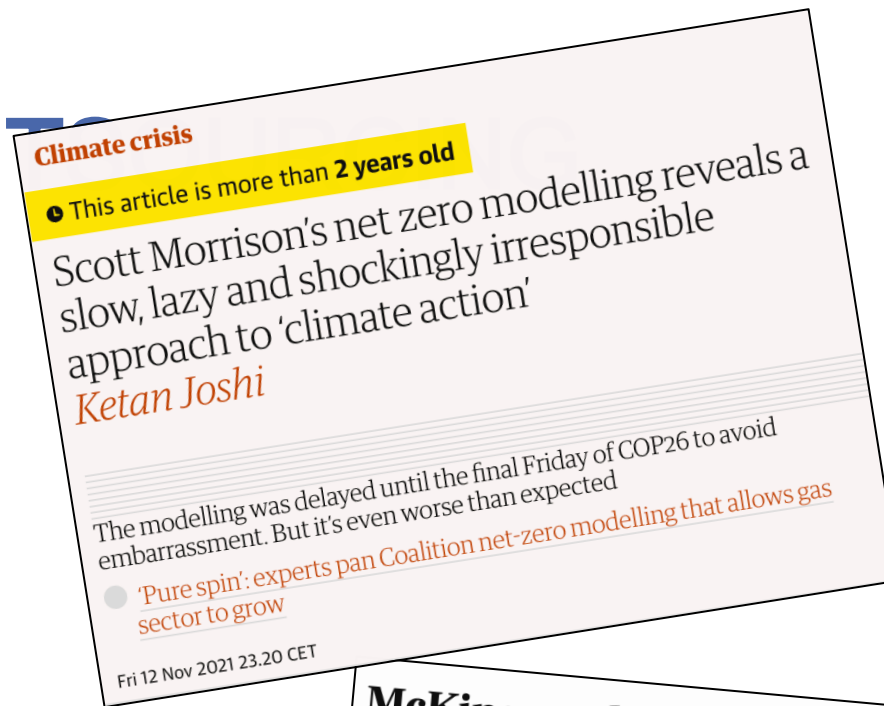 Climate crisis
This article is more than 2 years old
Scott Morrison's net zero modelling reveals a
slow, lazy and shockingly irresponsible
approach to 'climate action'
Ketan Joshi
The modelling was delayed until the final Friday of COP26 to avoid
embarrassment. But it's even worse than expected
'Pure spin': experts pan Coalition net-zero modelling that allows gas
sector to grow
Fri 12 Nov 2021 23.20 CET